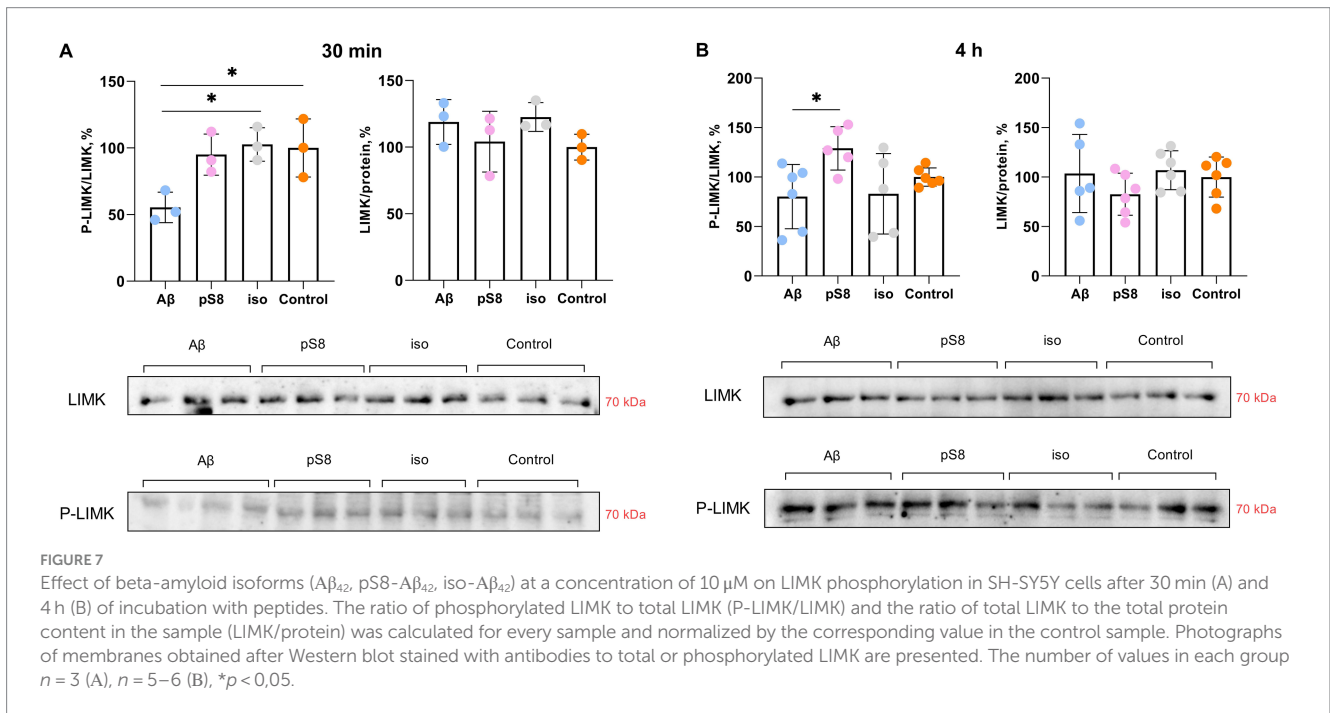 A
30 min
*
*
P-LIMK/LIMK, %
150
100
50
0
Aβ pS8 iso Control
LIMK/protein, %
150
100
50
0
Aβ pS8 iso Control
Aβ pS8 iso Control
LIMK
70 kDa
Aβ pS8 iso Control
P-LIMK
70 kDa
B
4 h
*
P-LIMK/LIMK, %
200
150
100
50
0
Aβ pS8 iso Control
LIMK/protein, %
200
150
100
50
0
Aβ pS8 iso Control
Aβ pS8 iso Control
LIMK
70 kDa
Aβ pS8 iso Control
P-LIMK
70 kDa
FIGURE 7
Effect of beta-amyloid isoforms (Aβ₄₂, pS8-Aβ₄₂, iso-Aβ₄₂) at a concentration of 10 μM on LIMK phosphorylation in SH-SY5Y cells after 30 min (A) and
4 h (B) of incubation with peptides. The ratio of phosphorylated LIMK to total LIMK (P-LIMK/LIMK) and the ratio of total LIMK to the total protein
content in the sample (LIMK/protein) was calculated for every sample and normalized by the corresponding value in the control sample. Photographs
of membranes obtained after Western blot stained with antibodies to total or phosphorylated LIMK are presented. The number of values in each group
n = 3 (A), n = 5–6 (B), *p < 0,05.